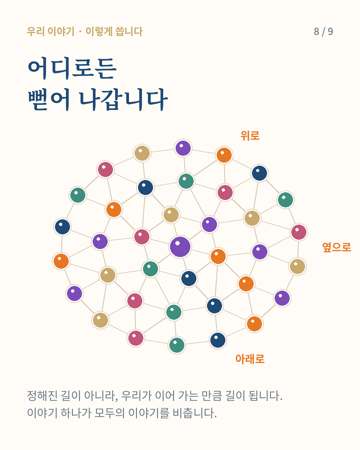 우리 이야기 · 이렇게 씁니다
8 / 9
어디로든
뻗어 나갑니다
위로
옆으로
아래로
정해진 길이 아니라, 우리가 이어 가는 만큼 길이 됩니다.
이야기 하나가 모두의 이야기를 비춥니다.